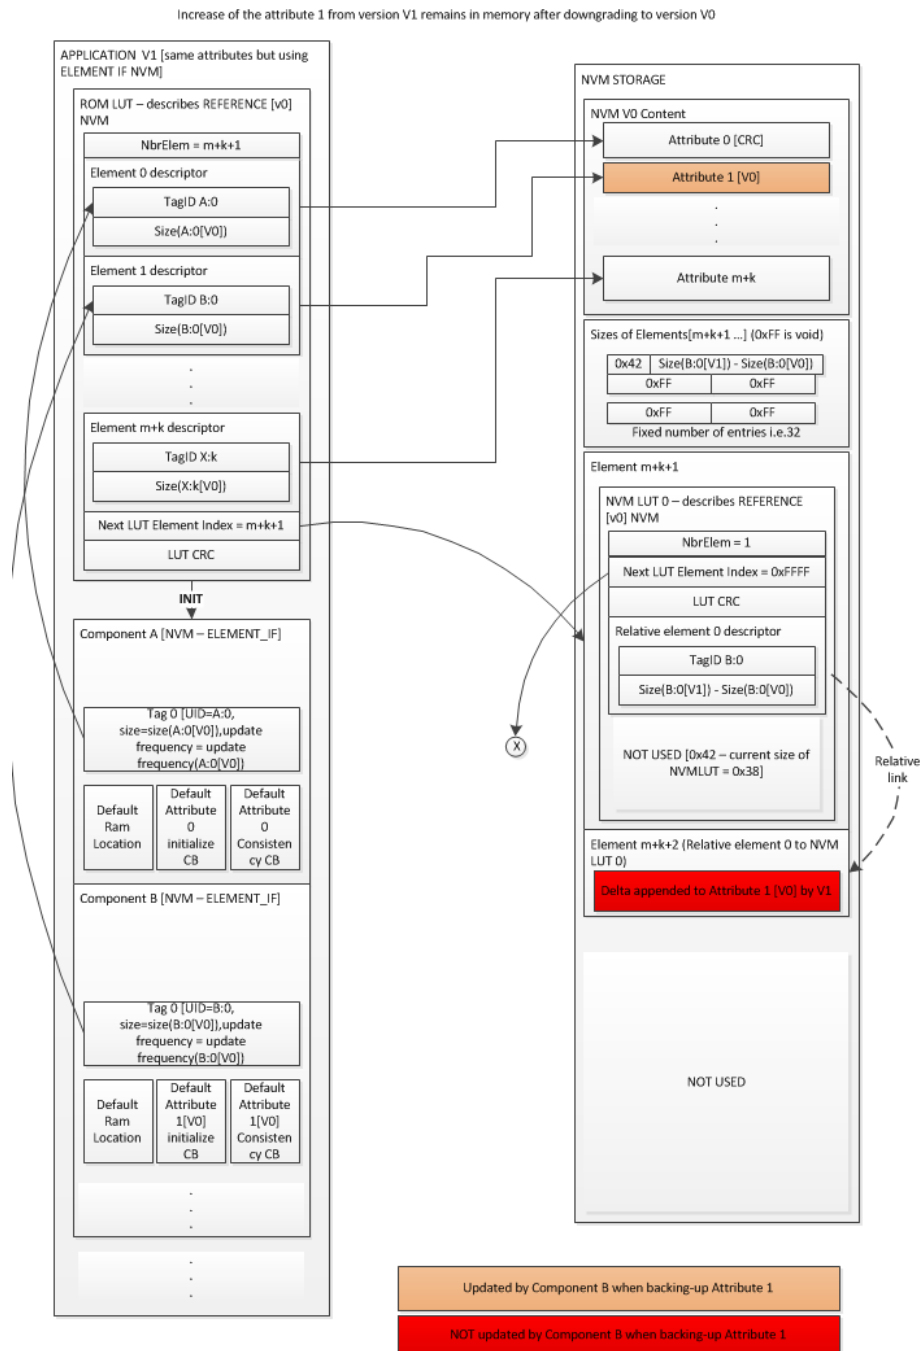 Increase of the attribute 1 from version V1 remains in memory after downgrading to version V0
APPLICATION V1 [same attributes but using
ELEMENT IF NVM]
ROM LUT – describes REFERENCE [v0]
NVM
NbrElem = m+k+1
Element 0 descriptor
TagID A:0
Size(A:0[V0])
Element 1 descriptor
TagID B:0
Size(B:0[V0])
.
.
.
Element m+k descriptor
TagID X:k
Size(X:k[V0])
Next LUT Element Index = m+k+1
LUT CRC
INIT
Component A [NVM – ELEMENT_IF]
Tag 0 [UID=A:0,
size=size(A:0[V0]),update
frequency = update
frequency(A:0[V0])]
Default
Ram
Location
Default
Attribute
0
initialize
CB
Default
Attribute
0
Consisten
cy CB
Component B [NVM – ELEMENT_IF]
Tag 0 [UID=B:0,
size=size(B:0[V0]),update
frequency = update
frequency(B:0[V0])]
Default
Ram
Location
Default
Attribute
1[V0]
initialize
CB
Default
Attribute
1[V0]
Consisten
cy CB
.
.
.
.
.
.
NVM STORAGE
NVM V0 Content
Attribute 0 [CRC]
Attribute 1 [V0]
.
.
.
Attribute m+k
Sizes of Elements[m+k+1 ...] (0xFF is void)
0x42 Size(B:0[V1]) - Size(B:0[V0])
0xFF 0xFF
0xFF 0xFF
Fixed number of entries i.e.32
Element m+k+1
NVM LUT 0 – describes REFERENCE
[v0] NVM
NbrElem = 1
Next LUT Element Index = 0xFFFF
LUT CRC
Relative element 0 descriptor
TagID B:0
Size(B:0[V1]) - Size(B:0[V0])
NOT USED [0x42 – current size of
NVMLUT = 0x38]
X
Relative
link
Element m+k+2 (Relative element 0 to NVM
LUT 0)
Delta appended to Attribute 1 [V0] by V1
NOT USED
Updated by Component B when backing-up Attribute 1
NOT updated by Component B when backing-up Attribute 1